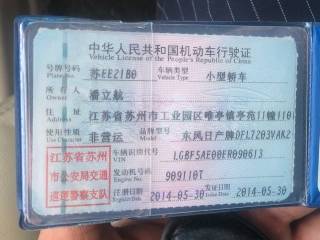 中华人民共和国机动车行驶证
Vehicle License of the People's Republic of China
号牌号码 苏EE21B0 车辆类型 小型轿车
Plate No. Vehicle Type
所有人 潘立航
Owner
住址 江苏省苏州市工业园区唯亭镇亭苑11幢110
Address
使用性质 非营运 品牌型号 东风日产牌DFL7203VAK2
Use Character Model
江苏省苏州
市公安局交通
巡逻警察支队
车辆识别代号 LGBF5AE00ER090613
VIN
发动机号码 909110T
Engine No.
注册日期 2014-05-30 发证日期 2014-05-30
Register Date Issue Date